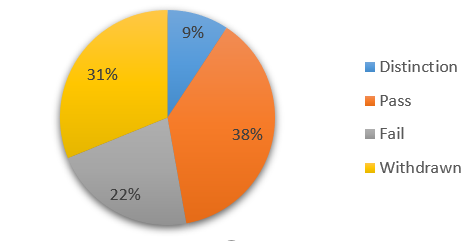 9%
38%
22%
31%
Distinction
Pass
Fail
Withdrawn